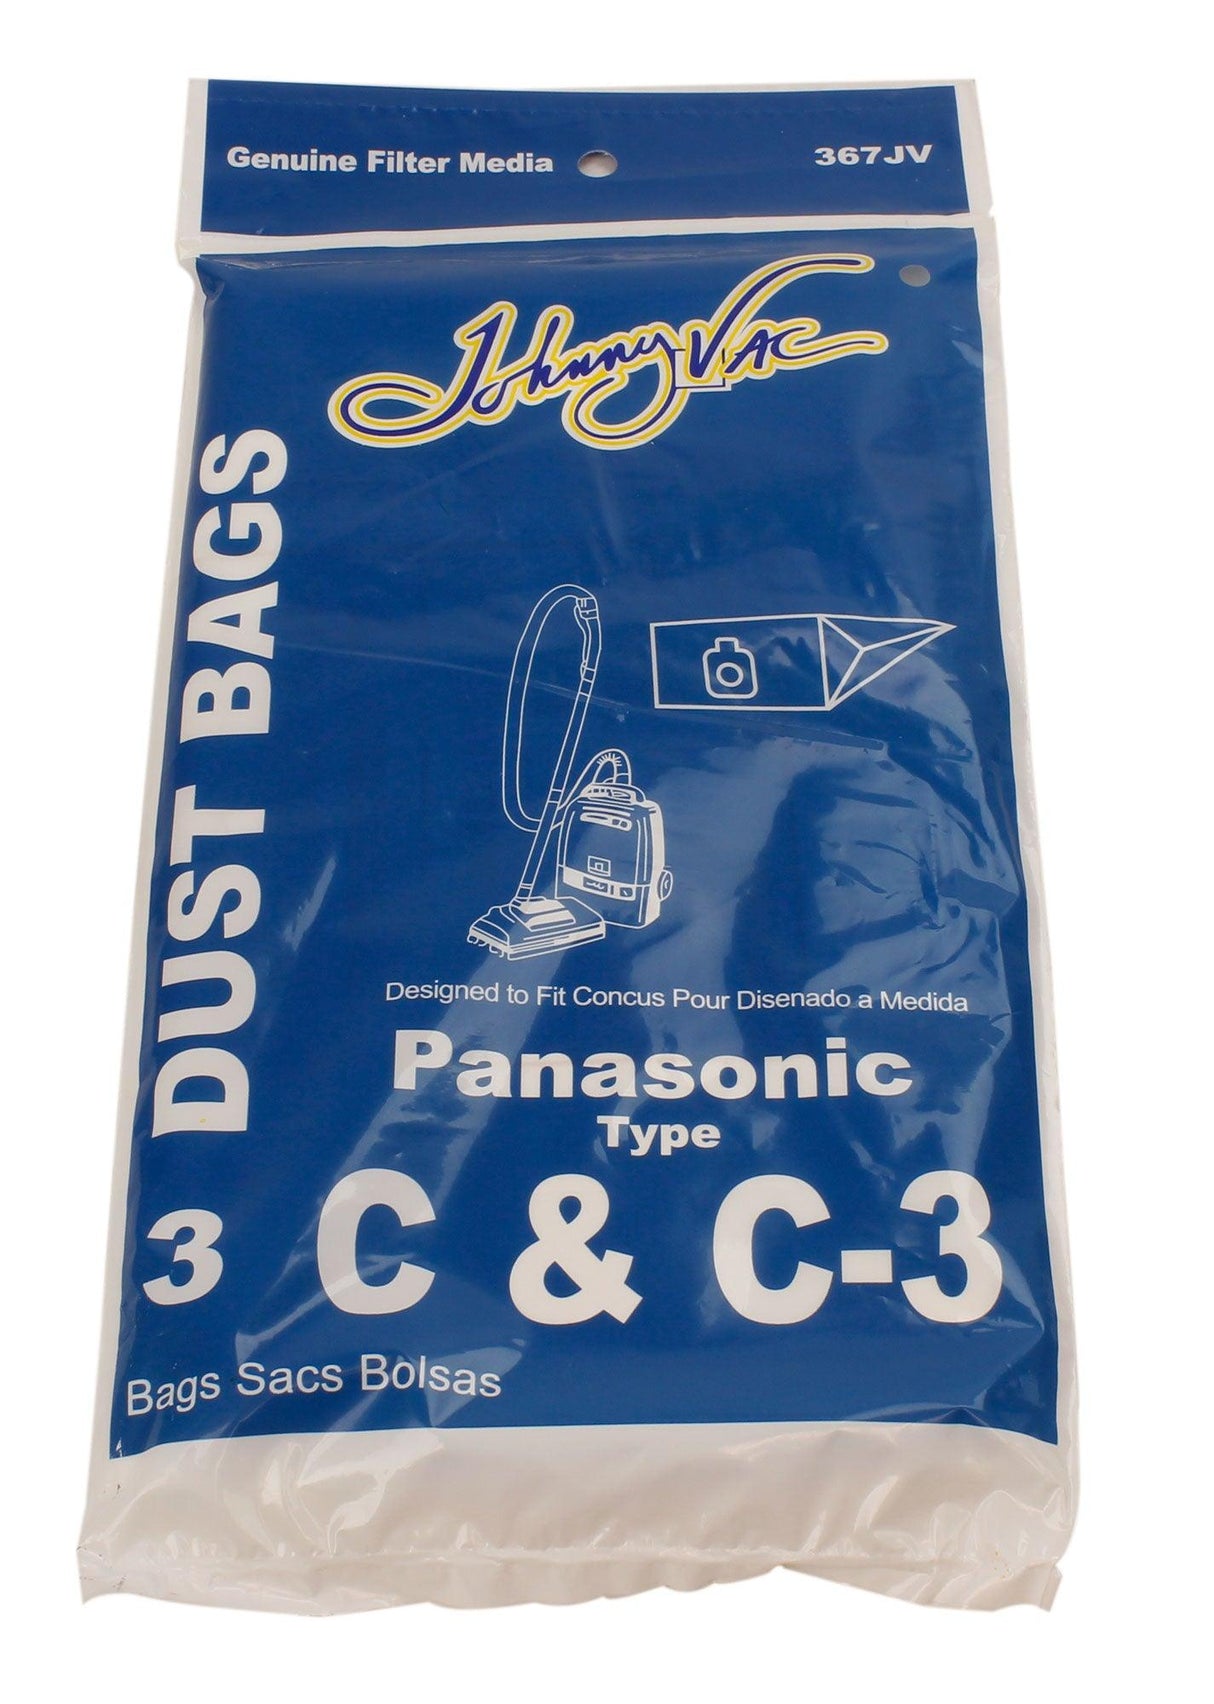 Genuine Filter Media
367JV
Johnny Vac
DUST BAGS
Designed to Fit Concus Pour Disenado a Medida
Panasonic
Type
3 C & C-3
Bags Sacs Bolsas